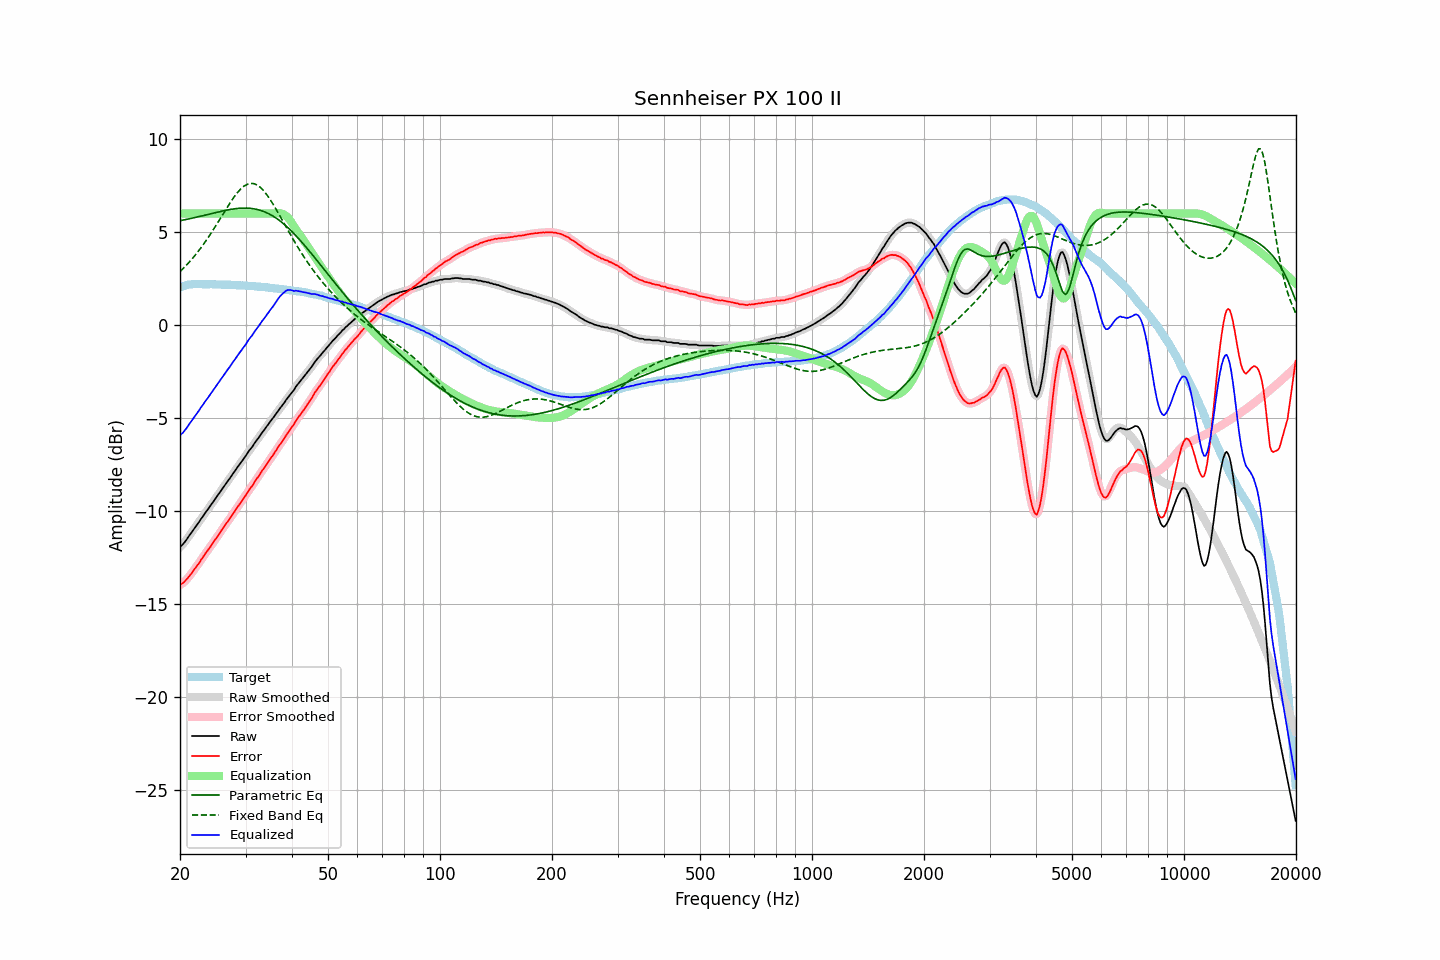 Sennheiser PX 100 II
10
5
0
−5
−10
−15
−20
−25
Amplitude (dBr)
Target
Raw Smoothed
Error Smoothed
Raw
Error
Equalization
Parametric Eq
Fixed Band Eq
Equalized
20 50 100 200 500 1000 2000 5000 10000 20000
Frequency (Hz)